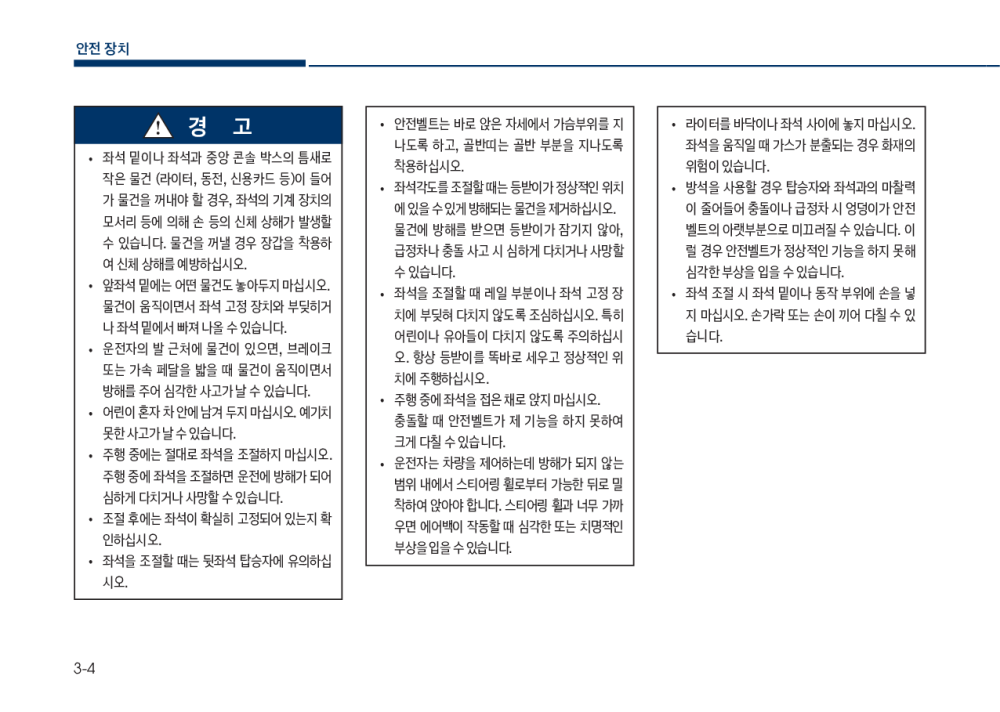 안전 장치
경 고
• 좌석 밑이나 좌석과 중앙 콘솔 박스의 틈새로
작은 물건 (라이터, 동전, 신용카드 등)이 들어
가 물건을 꺼내야 할 경우, 좌석의 기계 장치의
모서리 등에 의해 손 등의 신체 상해가 발생할
수 있습니다. 물건을 꺼낼 경우 장갑을 착용하
여 신체 상해를 예방하십시오.
• 앞좌석 밑에는 어떤 물건도 놓아두지 마십시오.
물건이 움직이면서 좌석 고정 장치와 부딪히거
나 좌석 밑에서 빠져 나올 수 있습니다.
• 운전자의 발 근처에 물건이 있으면, 브레이크
또는 가속 페달을 밟을 때 물건이 움직이면서
방해를 주어 심각한 사고가 날 수 있습니다.
• 어린이 혼자 차 안에 남겨 두지 마십시오. 예기치
못한 사고가 날 수 있습니다.
• 주행 중에는 절대로 좌석을 조절하지 마십시오.
주행 중에 좌석을 조절하면 운전에 방해가 되어
심하게 다치거나 사망할 수 있습니다.
• 조절 후에는 좌석이 확실히 고정되어 있는지 확
인하십시오.
• 좌석을 조절할 때는 뒷좌석 탑승자에 유의하십
시오.
• 안전벨트는 바로 앉은 자세에서 가슴부위를 지
나도록 하고, 골반띠는 골반 부분을 지나도록
착용하십시오.
• 좌석각도를 조절할 때는 등받이가 정상적인 위치
에 있을 수 있게 방해되는 물건을 제거하십시오.
물건에 방해를 받으면 등받이가 잠기지 않아,
급정차나 충돌 사고 시 심하게 다치거나 사망할
수 있습니다.
• 좌석을 조절할 때 레일 부분이나 좌석 고정 장
치에 부딪혀 다치지 않도록 조심하십시오. 특히
어린이나 유아들이 다치지 않도록 주의하십시
오. 항상 등받이를 똑바로 세우고 정상적인 위
치에 주행하십시오.
• 주행 중에 좌석을 접은 채로 앉지 마십시오.
충돌할 때 안전벨트가 제 기능을 하지 못하여
크게 다칠 수 있습니다.
• 운전자는 차량을 제어하는데 방해가 되지 않는
범위 내에서 스티어링 휠로부터 가능한 뒤로 밀
착하여 앉아야 합니다. 스티어링 휠과 너무 가까
우면 에어백이 작동할 때 심각한 또는 치명적인
부상을 입을 수 있습니다.
• 라이터를 바닥이나 좌석 사이에 놓지 마십시오.
좌석을 움직일 때 가스가 분출되는 경우 화재의
위험이 있습니다.
• 방석을 사용할 경우 탑승자와 좌석과의 마찰력
이 줄어들어 충돌이나 급정차 시 엉덩이가 안전
벨트의 아랫부분으로 미끄러질 수 있습니다. 이
럴 경우 안전벨트가 정상적인 기능을 하지 못해
심각한 부상을 입을 수 있습니다.
• 좌석 조절 시 좌석 밑이나 동작 부위에 손을 넣
지 마십시오. 손가락 또는 손이 끼어 다칠 수 있
습니다.
3-4